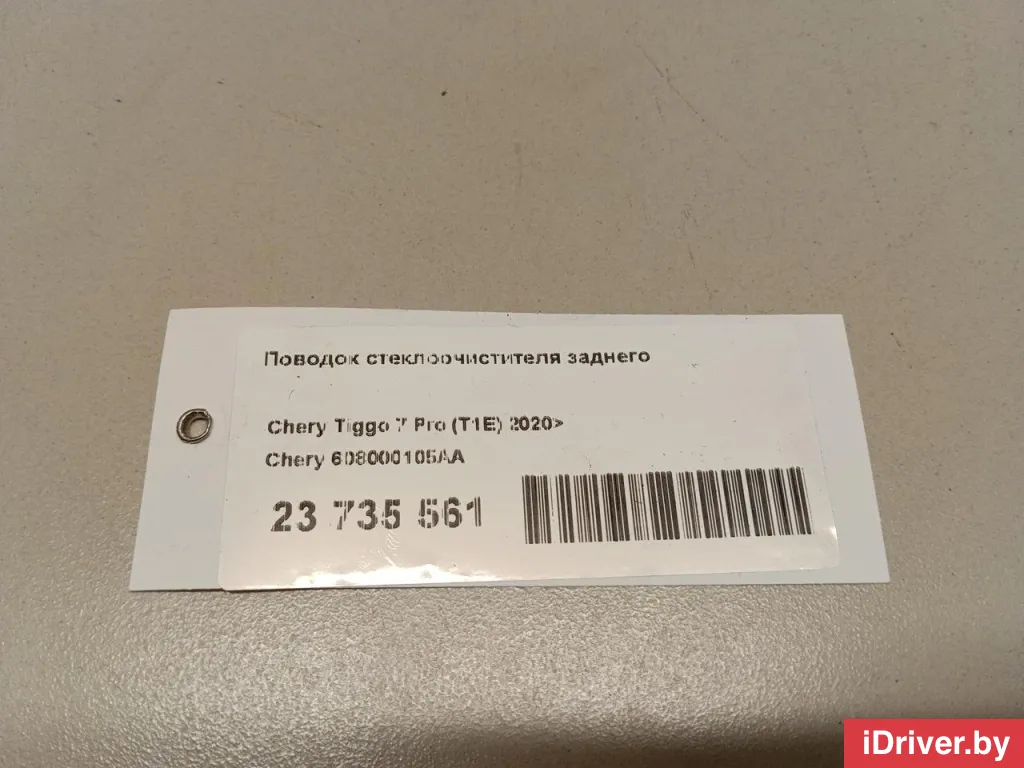 Поводок стеклоочистителя заднего
Chery Tiggo 7 Pro (T1E) 2020>
Chery 608000105AA
23 735 561
iDriver.by